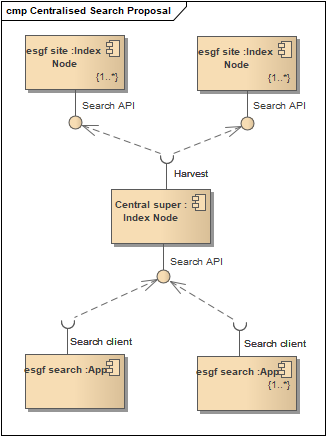 cmp Centralised Search Proposal
esgf site :Index
Node
{1..*}
esgf site :Index
Node
{1..*}
Search API
Search API
Harvest
Central super :
Index Node
Search API
Search client
Search client
esgf search :App
esgf search :App
{1..*}